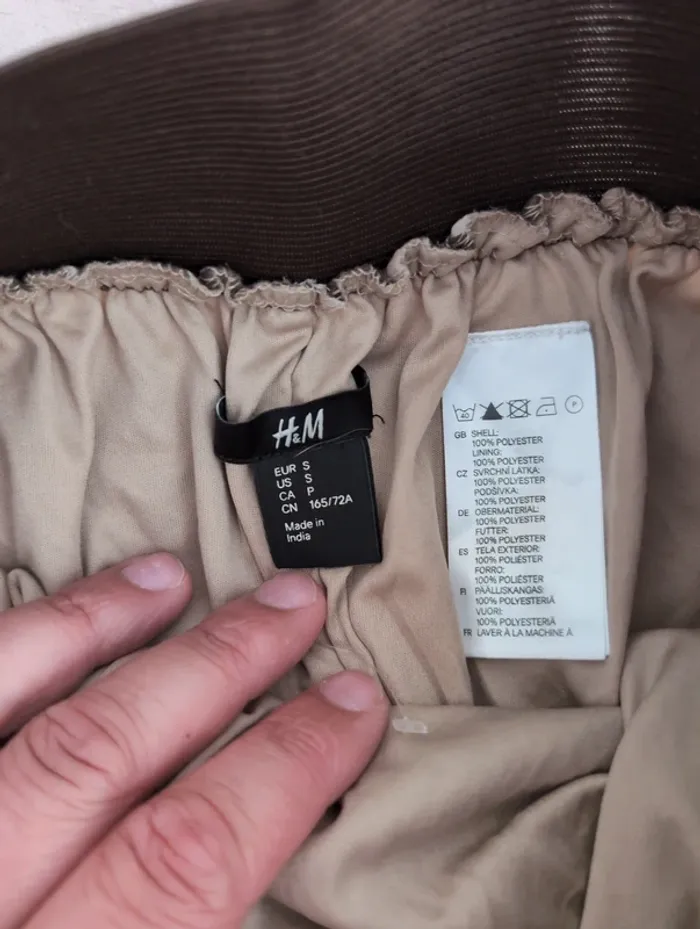 H&M
EUR S
US S
CA P
CN 165/72A
Made in
India
40
P
GB SHELL:
100% POLYESTER
LINING:
100% POLYESTER
CZ SVRCHNÍ LÁTKA:
100% POLYESTER
PODŠÍVKA:
100% POLYESTER
DE OBERMATERIAL:
100% POLYESTER
FUTTER:
100% POLYESTER
ES TELA EXTERIOR:
100% POLIÉSTER
FORRO:
100% POLIÉSTER
FI PÄÄLLISKANGAS:
100% POLYESTERIÄ
VUORI:
100% POLYESTERIÄ
FR LAVER À LA MACHINE À